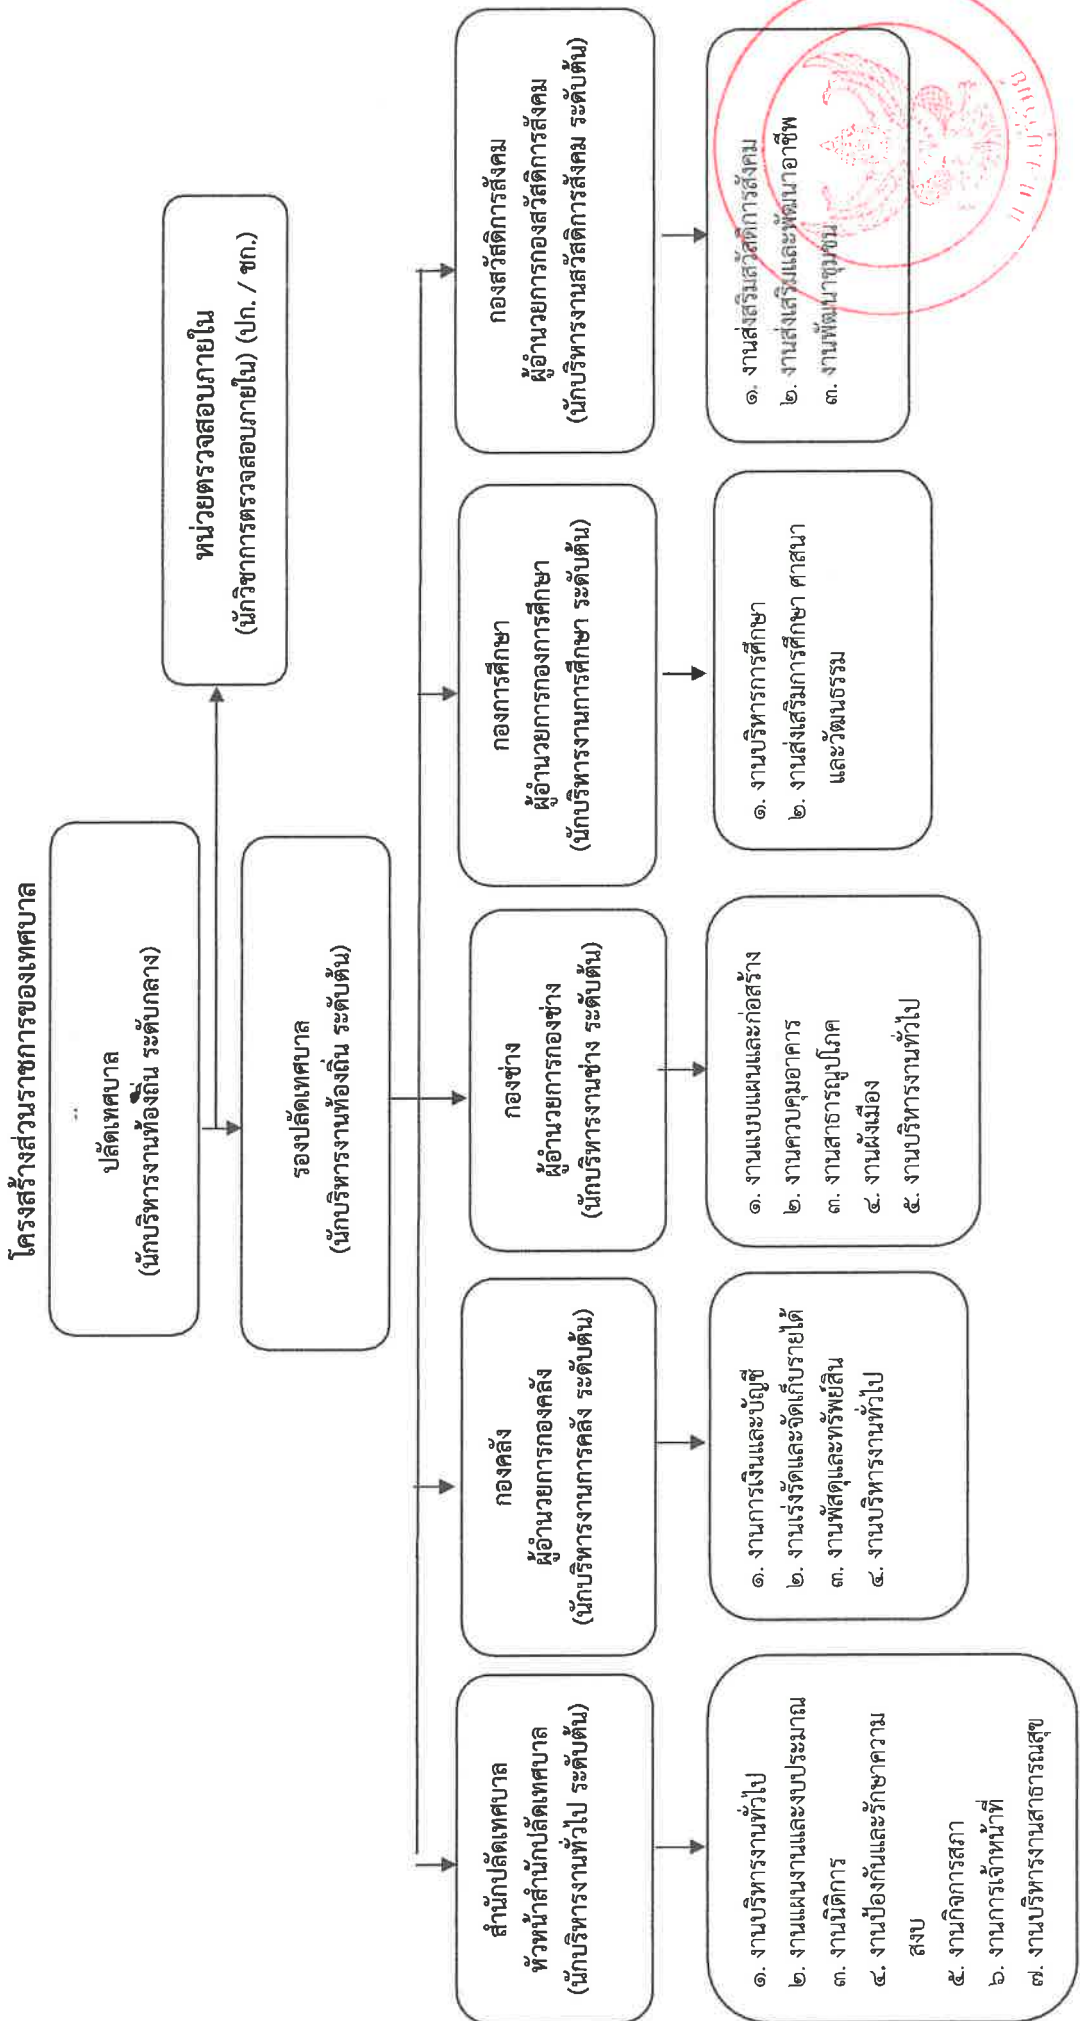 โครงสร้างส่วนราชการของเทศบาล
ปลัดเทศบาล
(นักบริหารงานท้องถิ่น ระดับกลาง)
หน่วยตรวจสอบภายใน
(นักวิชาการตรวจสอบภายใน) (ปก. / ชก.)
รองปลัดเทศบาล
(นักบริหารงานท้องถิ่น ระดับต้น)
สำนักปลัดเทศบาล
หัวหน้าสำนักปลัดเทศบาล
(นักบริหารงานทั่วไป ระดับต้น)
กองคลัง
ผู้อำนวยการกองคลัง
(นักบริหารงานการคลัง ระดับต้น)
กองช่าง
ผู้อำนวยการกองช่าง
(นักบริหารงานช่าง ระดับต้น)
กองการศึกษา
ผู้อำนวยการกองการศึกษา
(นักบริหารงานการศึกษา ระดับต้น)
กองสวัสดิการสังคม
ผู้อำนวยการกองสวัสดิการสังคม
(นักบริหารงานสวัสดิการสังคม ระดับต้น)
๑. งานบริหารงานทั่วไป
๒. งานแผนงานและงบประมาณ
๓. งานนิติการ
๔. งานป้องกันและรักษาความ
สงบ
๕. งานกิจการสภา
๖. งานการเจ้าหน้าที่
๗. งานบริหารงานสาธารณสุข
๑. งานการเงินและบัญชี
๒. งานเร่งรัดและจัดเก็บรายได้
๓. งานพัสดุและทรัพย์สิน
๔. งานบริหารงานทั่วไป
๑. งานแบบแผนและก่อสร้าง
๒. งานควบคุมอาคาร
๓. งานสาธารณูปโภค
๔. งานผังเมือง
๕. งานบริหารงานทั่วไป
๑. งานบริหารการศึกษา
๒. งานส่งเสริมการศึกษา ศาสนา
และวัฒนธรรม
๑. งานส่งสริมสวัสดิการสังคม
๒. งานส่งเสริมและพัฒนาอาชีพ
๓. งานพัฒนาชุมชน